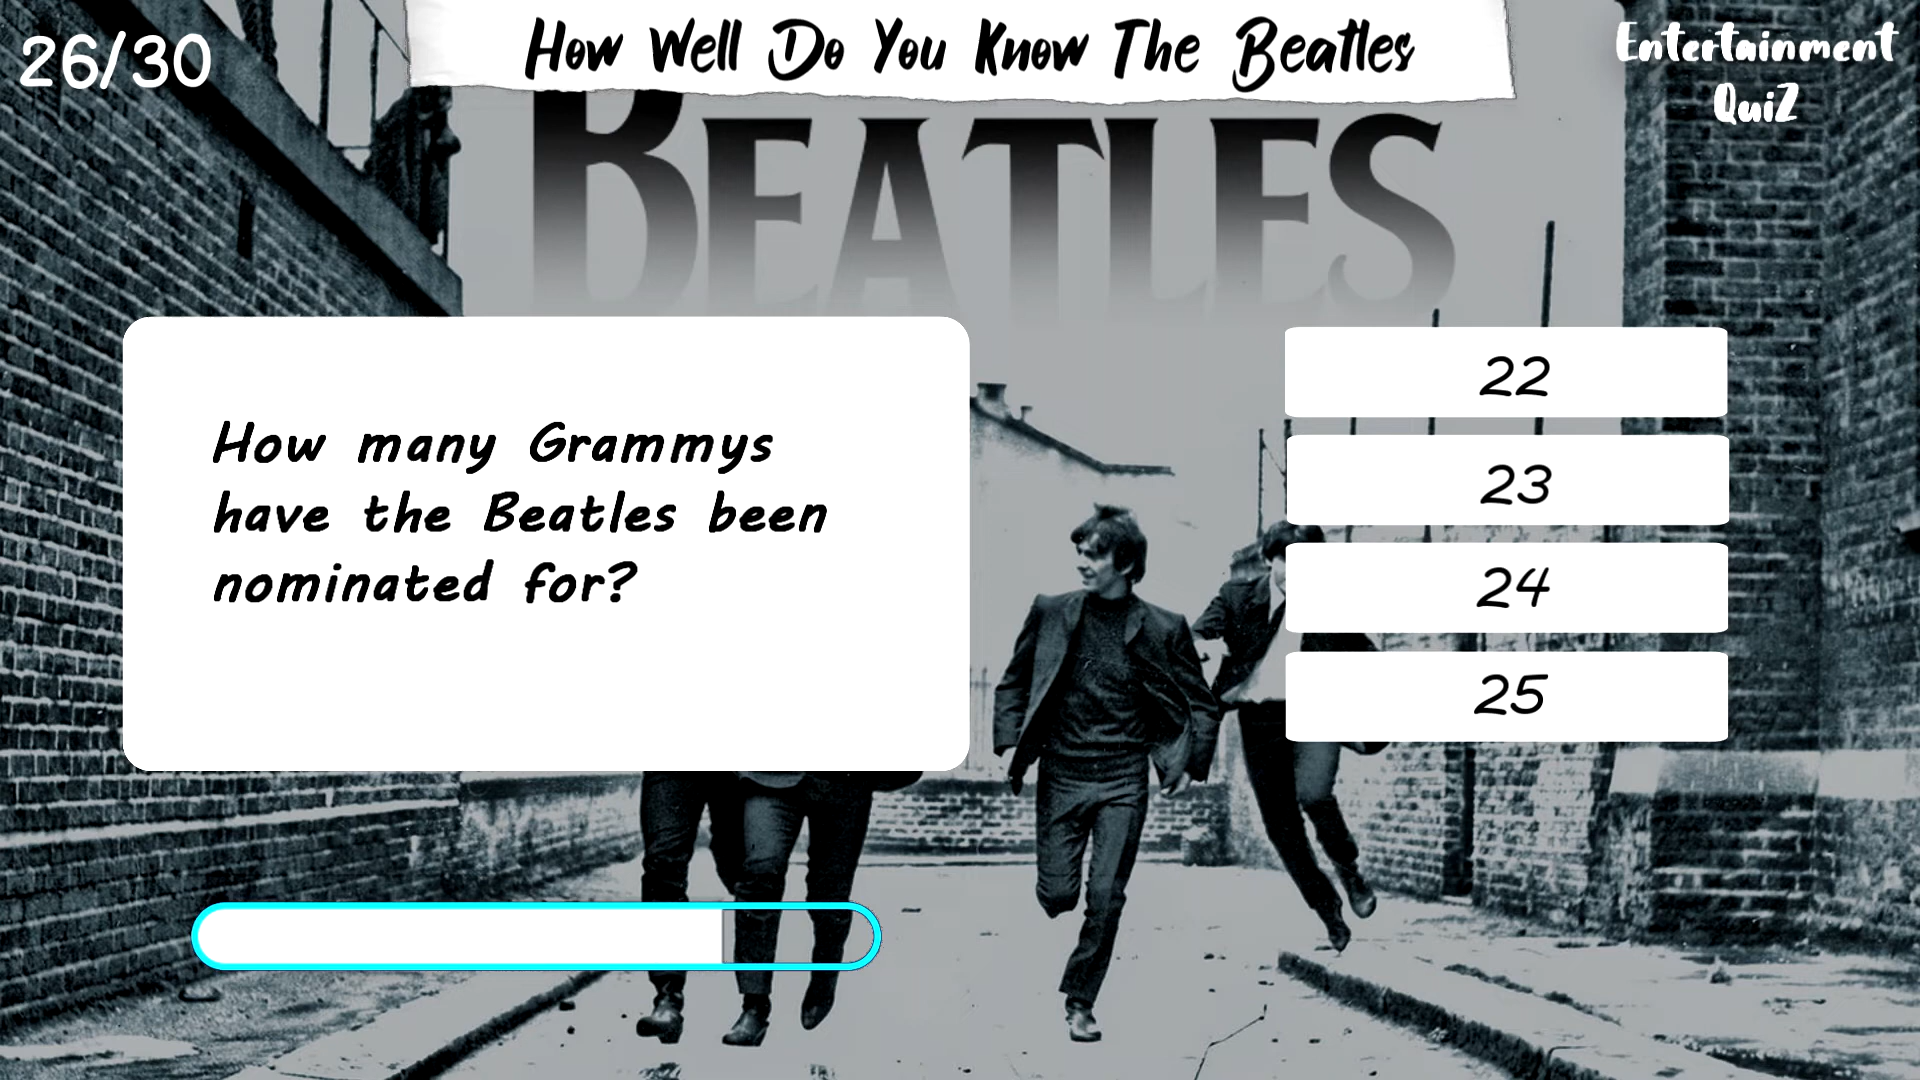 26/30
How Well Do You Know The Beatles
Entertainment
QuiZ
BEATLES
How many Grammys
have the Beatles been
nominated for?
22
23
24
25